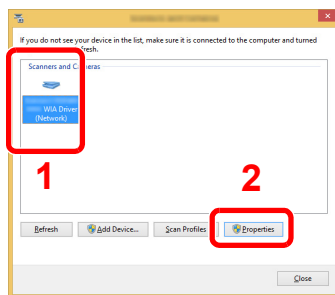 If you do not see your device in the list, make sure it is connected to the computer and turned
fresh.
Scanners and Cameras
WIA Driver
(Network)
1
2
Refresh
Add Device...
Scan Profiles
Properties
Close